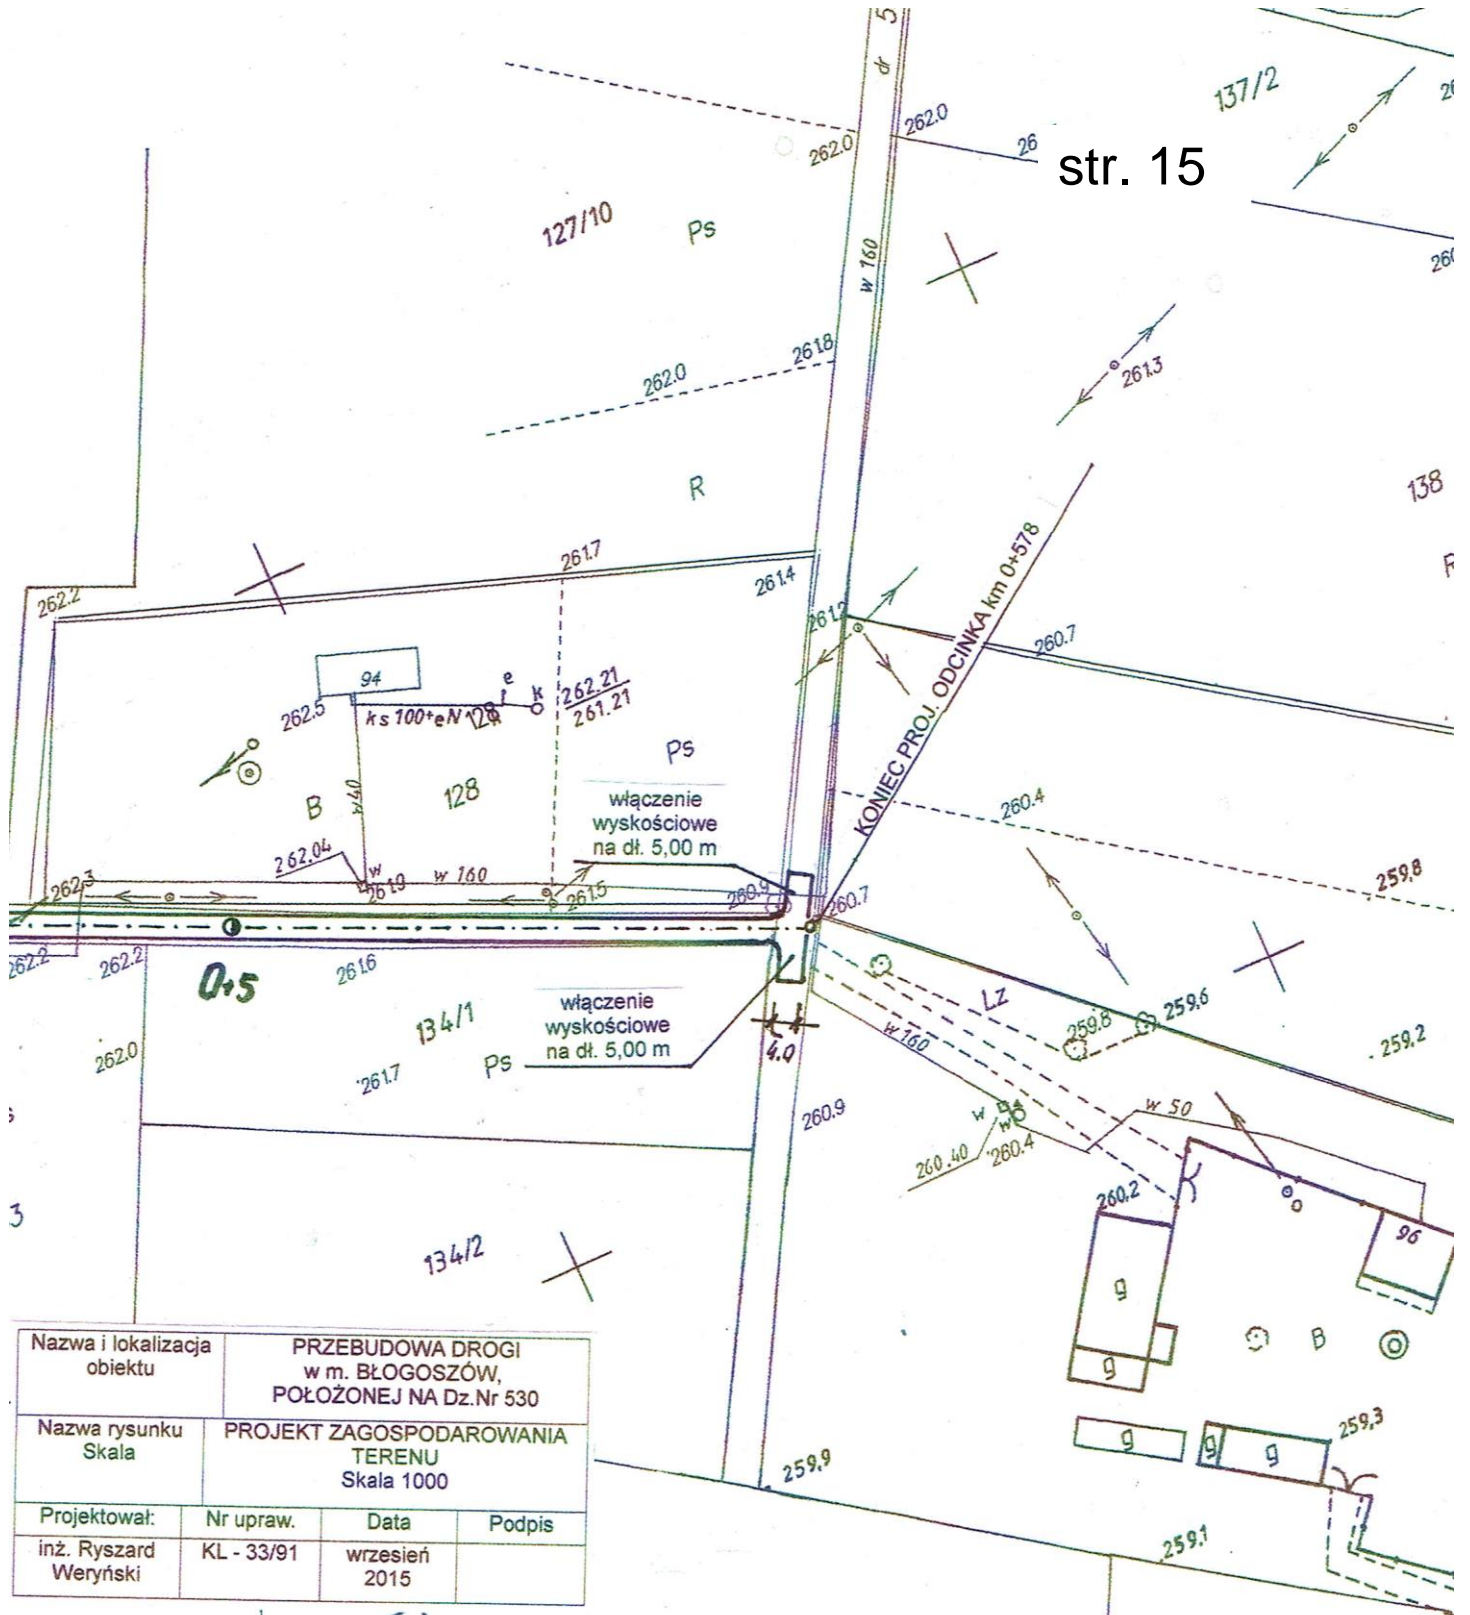 dr 5
137/2
262.0
262.0
26
str. 15
127/10
Ps
w 160
261.8
262.0
261.3
R
138
261.7
261.4
262.2
261.2
KONIEC PROJ. ODCINKA km 0+578
260.7
94
e
k
262.21
261.21
262.5
ks 100+eN
128
Ps
B
w40
128
włączenie
wyskościowe
na dł. 5,00 m
260.4
262.04
w
w 160
262.3
261.9
261.5
260.9
260.7
259,8
262.2
262.2
0+5
261.6
włączenie
wyskościowe
na dł. 5,00 m
134/1
Ps
4.0
w 160
Lz
259.8
259,6
259,2
262.0
261.7
260.9
w
w
w 50
260.40
260.4
260,2
96
134/2
g
g
B
g
g
g
259,3
259,9
259,1
Nazwa i lokalizacja
obiektu
PRZEBUDOWA DROGI
w m. BŁOGOSZÓW,
POŁOŻONEJ NA Dz.Nr 530
Nazwa rysunku
Skala
PROJEKT ZAGOSPODAROWANIA
TERENU
Skala 1000
Projektował:
Nr upraw.
Data
Podpis
inż. Ryszard
Weryński
KL - 33/91
wrzesień
2015